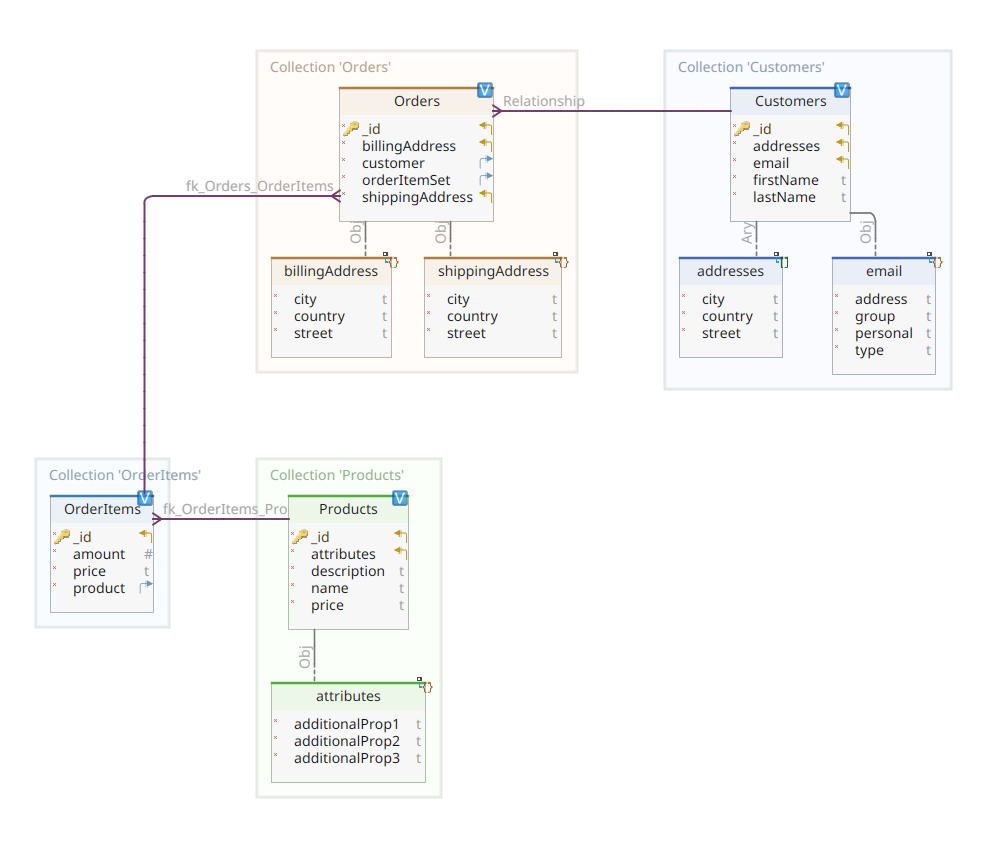 Collection 'Orders'
Orders
V
_id
billingAddress
customer
orderItemSet
shippingAddress
Relationship
fk_Orders_OrderItems
Obj
Obj
billingAddress
{}
city t
country t
street t
shippingAddress
{}
city t
country t
street t
Collection 'Customers'
Customers
V
_id
addresses
email
firstName t
lastName t
Ary
Obj
addresses
[]
city t
country t
street t
email
{}
address t
group t
personal t
type t
Collection 'OrderItems'
OrderItems
V
_id
amount #
price t
product
fk_OrderItems_Pro
Collection 'Products'
Products
V
_id
attributes
description t
name t
price t
Obj
attributes
{}
additionalProp1 t
additionalProp2 t
additionalProp3 t